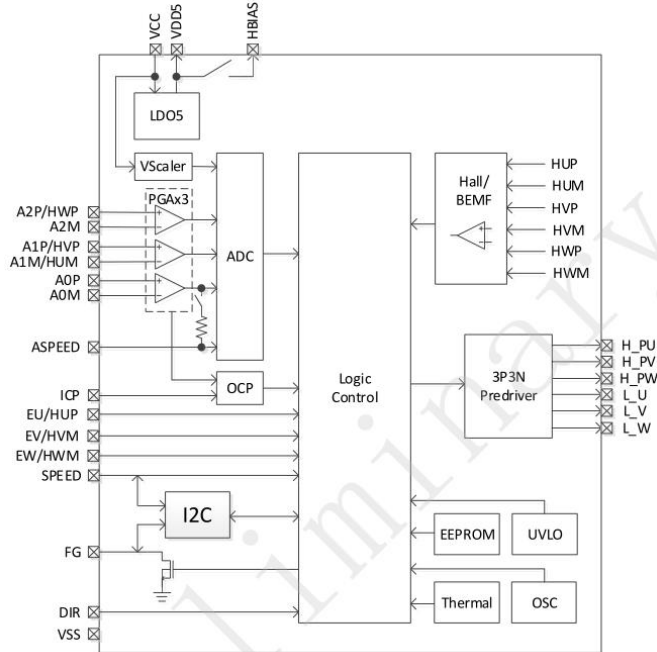 VCC
VDD5
HBIAS
LDO5
VScaler
PGAx3
A2P/HWP
A2M
A1P/HVP
A1M/HUM
A0P
A0M
ASPEED
ICP
EU/HUP
EV/HVM
EW/HWM
SPEED
FG
DIR
VSS
+
-
+
-
+
-
ADC
OCP
I2C
Logic
Control
Hall/
BEMF
HUP
HUM
HVP
HVM
HWP
HWM
3P3N
Predriver
H_PU
H_PV
H_PW
L_U
L_V
L_W
EEPROM
UVLO
Thermal
OSC
liminary